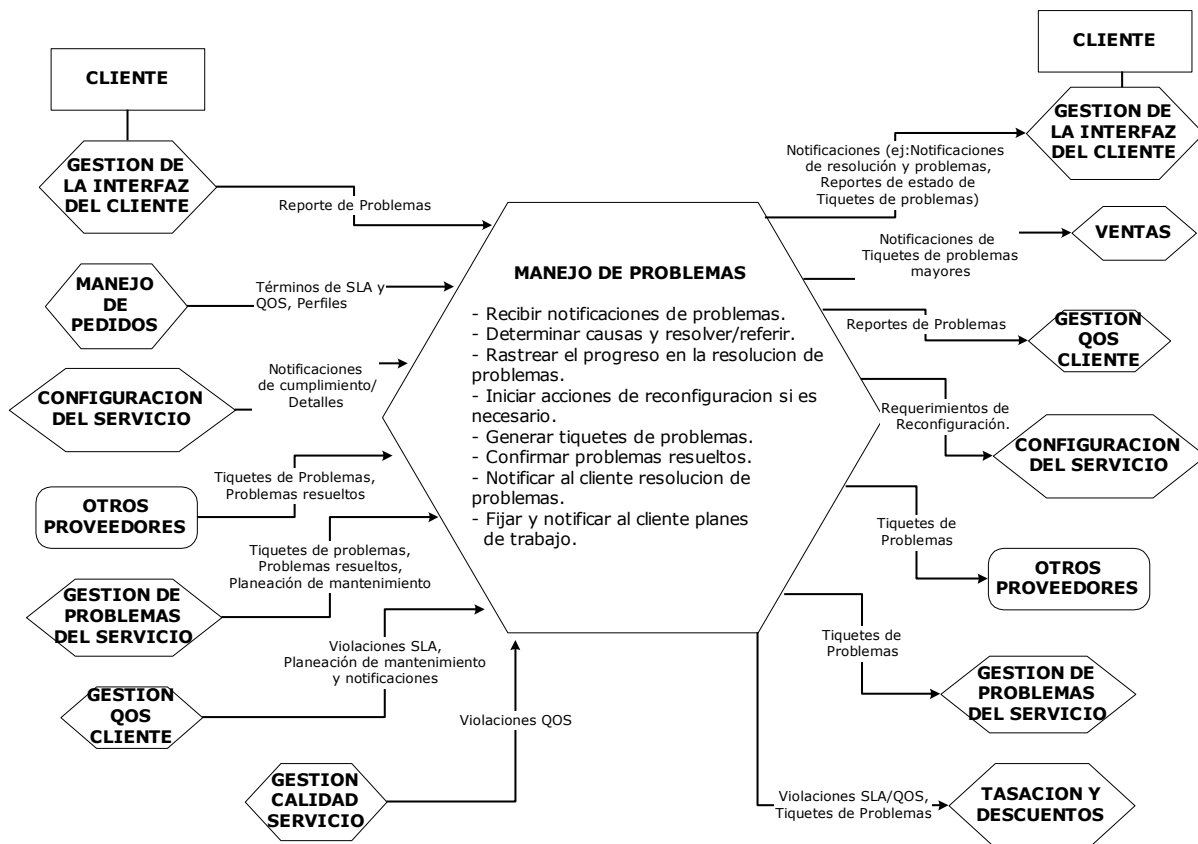 CLIENTE
GESTION DE
LA INTERFAZ
DEL CLIENTE
Reporte de Problemas
MANEJO
DE
PEDIDOS
Términos de SLA y
QOS, Perfiles
CONFIGURACION
DEL SERVICIO
Notificaciones
de cumplimiento/
Detalles
OTROS
PROVEEDORES
Tiquetes de Problemas,
Problemas resueltos
GESTION DE
PROBLEMAS
DEL SERVICIO
Tiquetes de problemas,
Problemas resueltos,
Planeación de mantenimiento
GESTION
QOS
CLIENTE
Violaciones SLA,
Planeación de mantenimiento
y notificaciones
GESTION
CALIDAD
SERVICIO
Violaciones QOS
MANEJO DE PROBLEMAS
- Recibir notificaciones de problemas.
- Determinar causas y resolver/referir.
- Rastrear el progreso en la resolucion de
problemas.
- Iniciar acciones de reconfiguracion si es
necesario.
- Generar tiquetes de problemas.
- Confirmar problemas resueltos.
- Notificar al cliente resolucion de
problemas.
- Fijar y notificar al cliente planes
de trabajo.
CLIENTE
GESTION DE
LA INTERFAZ
DEL CLIENTE
Notificaciones (ej:Notificaciones
de resolución y problemas,
Reportes de estado de
Tiquetes de problemas)
VENTAS
Notificaciones de
Tiquetes de problemas
mayores
Reportes de Problemas
GESTION
QOS
CLIENTE
Requerimientos de
Reconfiguración.
CONFIGURACION
DEL SERVICIO
Tiquetes de
Problemas
OTROS
PROVEEDORES
Tiquetes de
Problemas
GESTION DE
PROBLEMAS
DEL SERVICIO
Violaciones SLA/QOS,
Tiquetes de Problemas
TASACION Y
DESCUENTOS